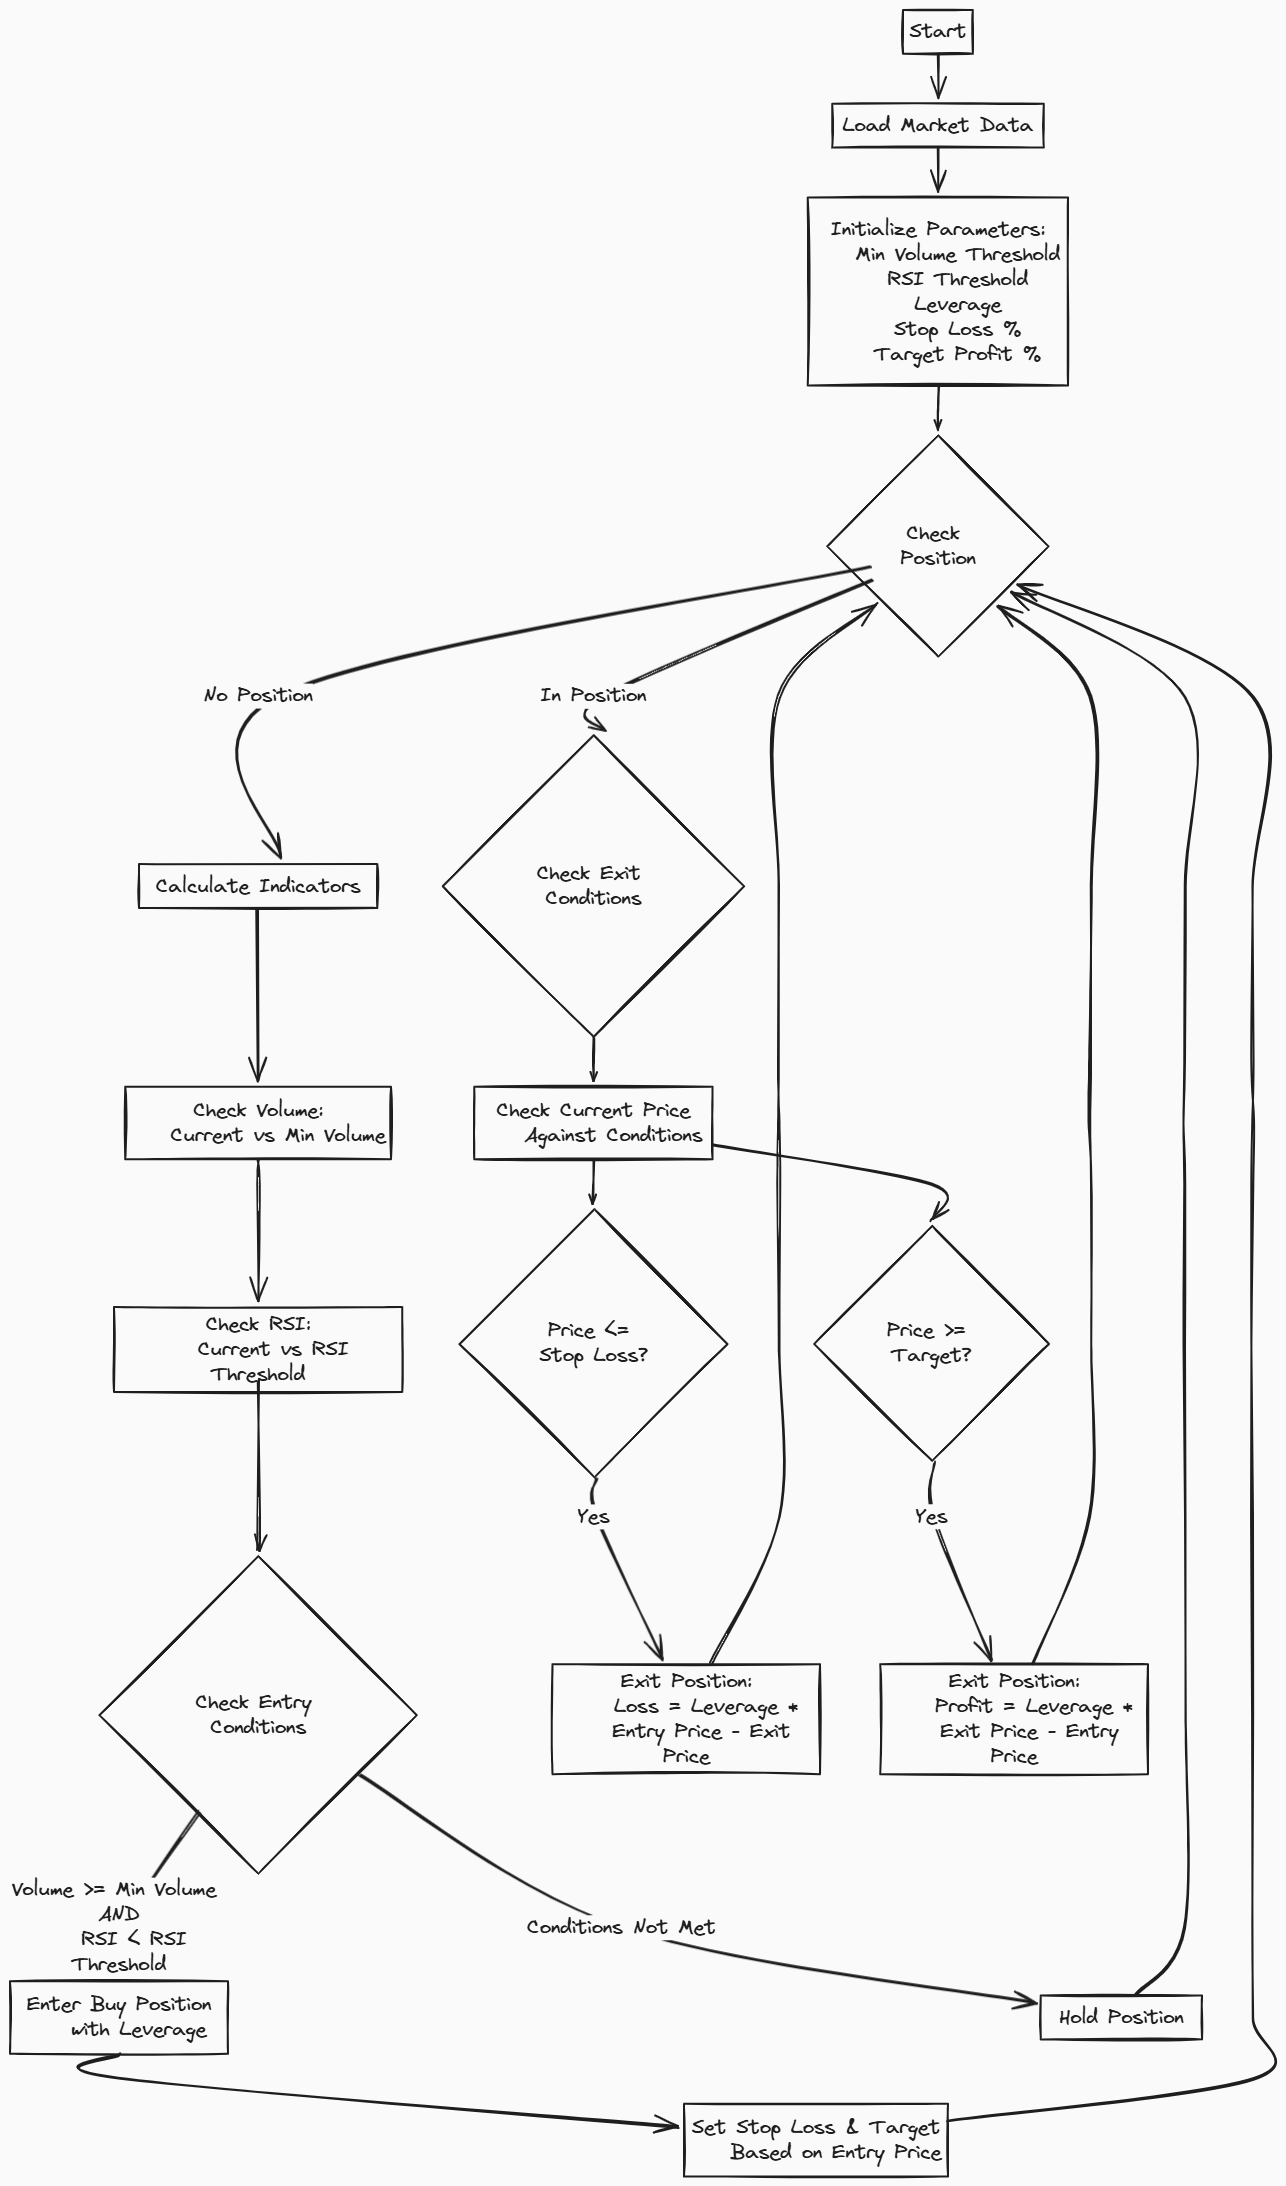 Start
Load Market Data
Initialize Parameters:
Min Volume Threshold
RSI Threshold
Leverage
Stop Loss %
Target Profit %
Check
Position
No Position
In Position
Calculate Indicators
Check Exit
Conditions
Check Volume:
Current vs Min Volume
Check Current Price
Against Conditions
Check RSI:
Current vs RSI
Threshold
Price <=
Stop Loss?
Price >=
Target?
Yes
Yes
Check Entry
Conditions
Exit Position:
Loss = Leverage *
Entry Price - Exit
Price
Exit Position:
Profit = Leverage *
Exit Price - Entry
Price
Volume >= Min Volume
AND
RSI < RSI
Threshold
Conditions Not Met
Enter Buy Position
with Leverage
Hold Position
Set Stop Loss & Target
Based on Entry Price